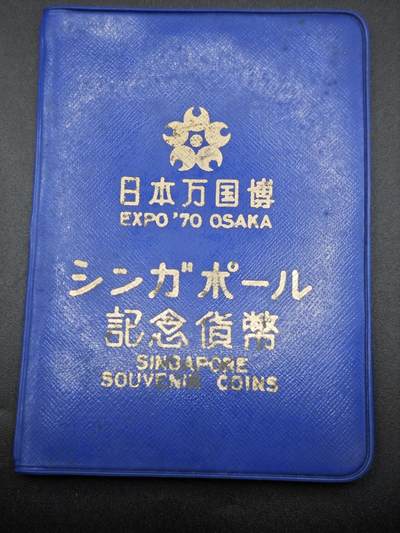 日本万国博
EXPO '70 OSAKA
シンガポール
記念貨幣
SINGAPORE
SOUVENIR COINS